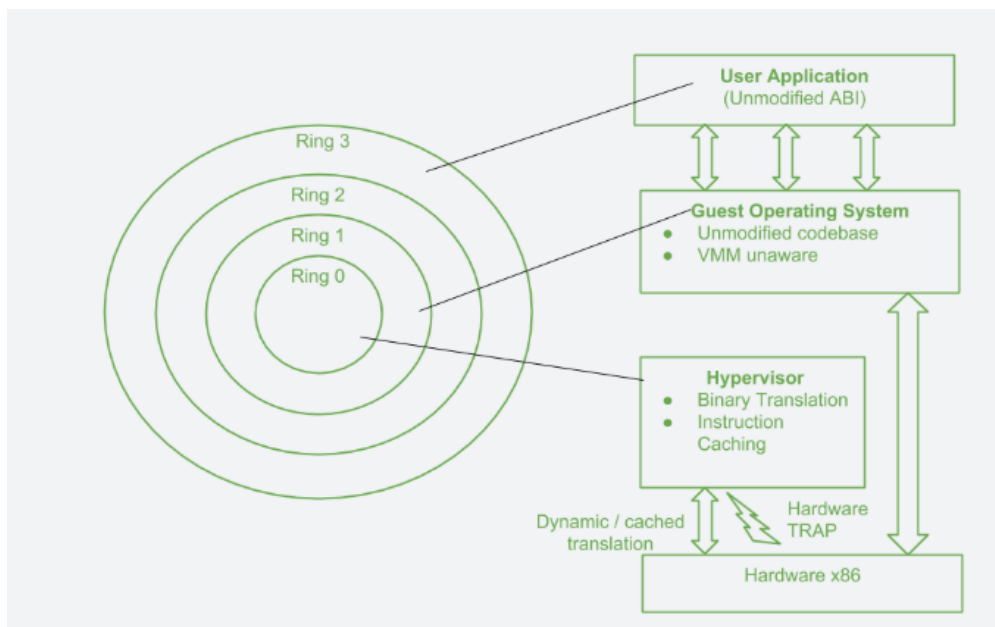 User Application
(Unmodified ABI)
Ring 3
Ring 2
Guest Operating System
Ring 1
● Unmodified codebase
● VMM unaware
Ring 0
Hypervisor
● Binary Translation
● Instruction
Caching
Dynamic / cached
translation
Hardware
TRAP
Hardware x86